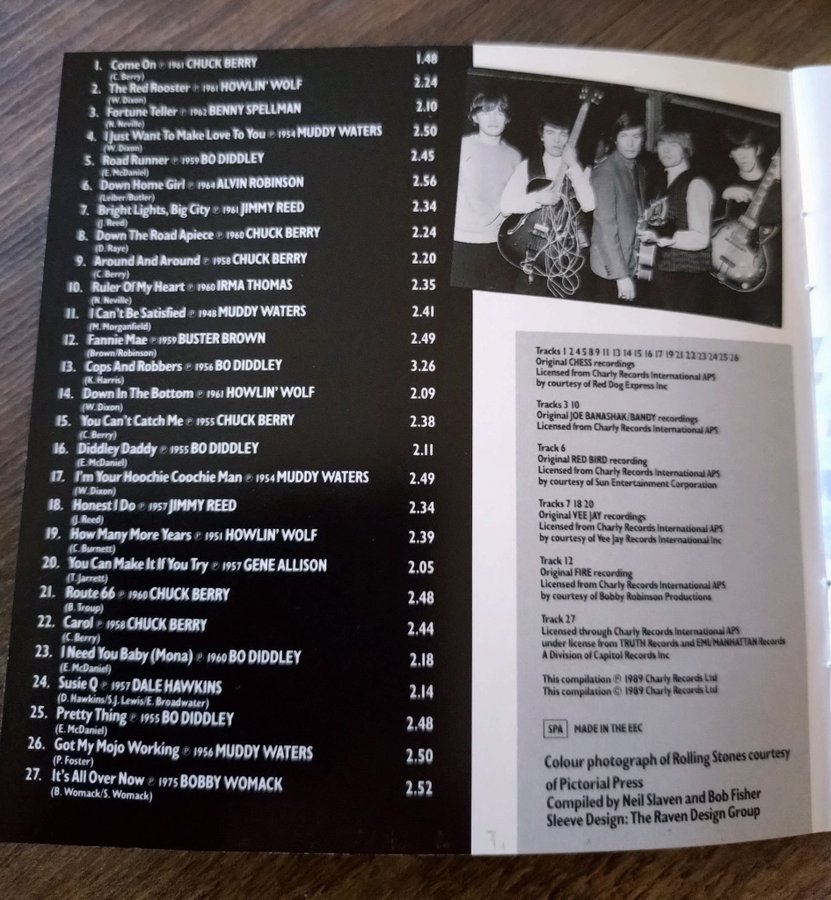 1. Come On ℗ 1961 CHUCK BERRY 1.48
(C. Berry)
2. The Red Rooster ℗ 1961 HOWLIN' WOLF 2.24
(W. Dixon)
3. Fortune Teller ℗ 1962 BENNY SPELLMAN 2.10
(N. Neville)
4. I Just Want To Make Love To You ℗ 1954 MUDDY WATERS 2.50
(W. Dixon)
5. Road Runner ℗ 1959 BO DIDDLEY 2.45
(E. McDaniel)
6. Down Home Girl ℗ 1964 ALVIN ROBINSON 2.56
(Leiber/Butler)
7. Bright Lights, Big City ℗ 1961 JIMMY REED 2.34
(J. Reed)
8. Down The Road Apiece ℗ 1960 CHUCK BERRY 2.24
(D. Raye)
9. Around And Around ℗ 1958 CHUCK BERRY 2.20
(C. Berry)
10. Ruler Of My Heart ℗ 1960 IRMA THOMAS 2.35
(N. Neville)
11. I Can't Be Satisfied ℗ 1948 MUDDY WATERS 2.41
(M. Morganfield)
12. Fannie Mae ℗ 1959 BUSTER BROWN 2.49
(Brown/Robinson)
13. Cops And Robbers ℗ 1956 BO DIDDLEY 3.26
(K. Harris)
14. Down In The Bottom ℗ 1961 HOWLIN' WOLF 2.09
(W. Dixon)
15. You Can't Catch Me ℗ 1955 CHUCK BERRY 2.38
(C. Berry)
16. Diddley Daddy ℗ 1955 BO DIDDLEY 2.11
(E. McDaniel)
17. I'm Your Hoochie Coochie Man ℗ 1954 MUDDY WATERS 2.49
(W. Dixon)
18. Honest I Do ℗ 1957 JIMMY REED 2.34
(J. Reed)
19. How Many More Years ℗ 1951 HOWLIN' WOLF 2.39
(C. Burnett)
20. You Can Make It If You Try ℗ 1957 GENE ALLISON 2.05
(T. Jarrett)
21. Route 66 ℗ 1960 CHUCK BERRY 2.48
(B. Troup)
22. Carol ℗ 1958 CHUCK BERRY 2.44
(C. Berry)
23. I Need You Baby (Mona) ℗ 1960 BO DIDDLEY 2.18
(E. McDaniel)
24. Susie Q ℗ 1957 DALE HAWKINS 2.14
(D. Hawkins/S.J. Lewis/E. Broadwater)
25. Pretty Thing ℗ 1955 BO DIDDLEY 2.48
(E. McDaniel)
26. Got My Mojo Working ℗ 1956 MUDDY WATERS 2.50
(P. Foster)
27. It's All Over Now ℗ 1975 BOBBY WOMACK 2.52
(B. Womack/S. Womack)
Tracks 1 2 4 5 8 9 11 13 14 15 16 17 19 21 22 23 24 25 26
Original CHESS recordings
Licensed from Charly Records International APS
by courtesy of Red Dog Express Inc
Tracks 3 10
Original JOE BANASHAK/BANDY recordings
Licensed from Charly Records International APS
Track 6
Original RED BIRD recording
Licensed from Charly Records International APS
by courtesy of Sun Entertainment Corporation
Tracks 7 18 20
Original VEE JAY recordings
Licensed from Charly Records International APS
by courtesy of Vee Jay Records International Inc
Track 12
Original FIRE recording
Licensed from Charly Records International APS
by courtesy of Bobby Robinson Productions
Track 27
Licensed through Charly Records International APS
under license from TRUTH Records and EMI/MANHATTAN Records
A Division of Capitol Records Inc
This compilation ℗ 1989 Charly Records Ltd
This compilation © 1989 Charly Records Ltd
SPA MADE IN THE EEC
Colour photograph of Rolling Stones courtesy
of Pictorial Press
Compiled by Neil Slaven and Bob Fisher
Sleeve Design: The Raven Design Group